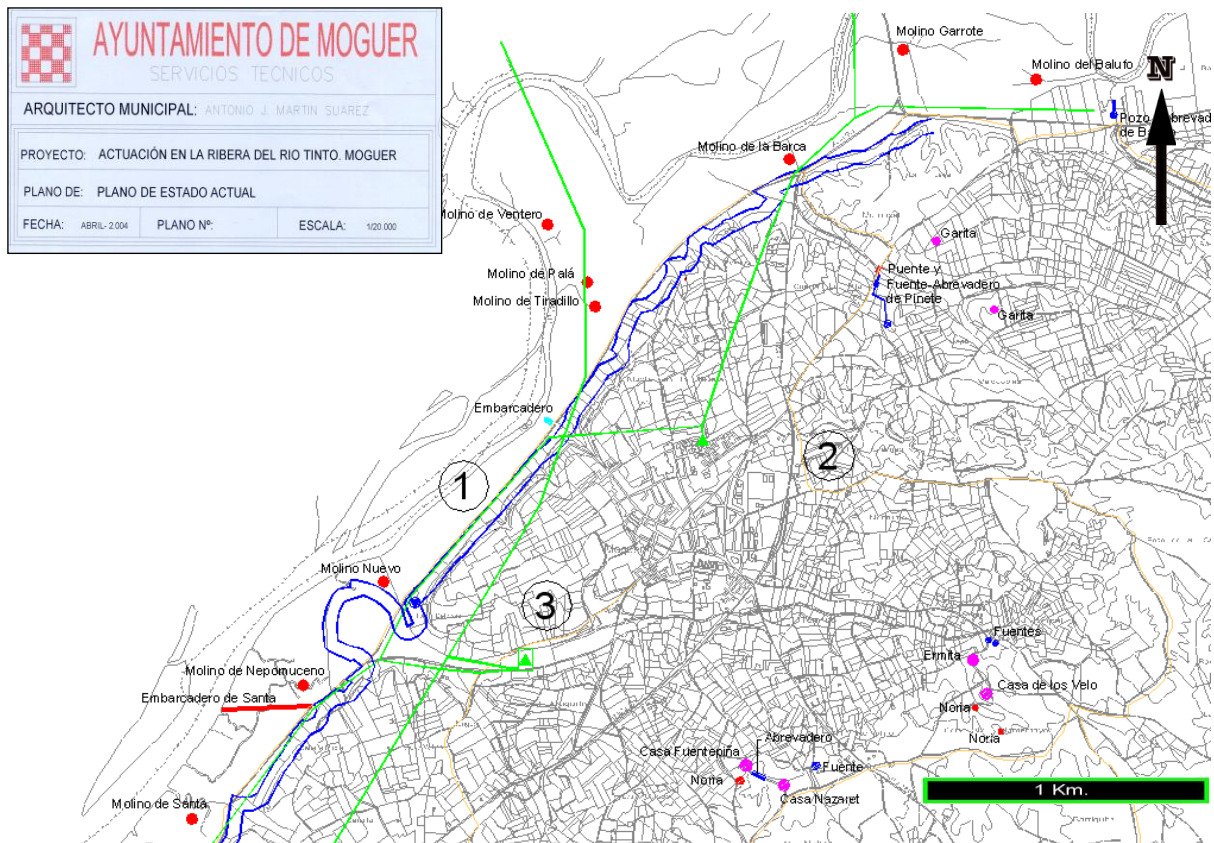 AYUNTAMIENTO DE MOGUER
SERVICIOS TECNICOS
ARQUITECTO MUNICIPAL: ANTONIO J. MARTIN SUAREZ
PROYECTO: ACTUACIÓN EN LA RIBERA DEL RIO TINTO. MOGUER
PLANO DE: PLANO DE ESTADO ACTUAL
FECHA: ABRIL- 2.004 PLANO Nº: ESCALA: 1/20.000
Molino Garrote
Molino del Balufo
N
Pozo
Molino de la Barca
Molino de Ventero
Garita
Molino de Palá
Puente y
Fuente-Abrevadero
de Pinete
Molino de Tiradillo
Garita
Embarcadero
2
1
Molino Nuevo
3
Fuentes
Ermita
Molino de Nepomuceno
Casa de los Velo
Embarcadero de Santa
Noria
Noria
Abrevadero
Casa Fuentepiña
Fuente
Noria
Casa Nazaret
1 Km.
Molino de Santa